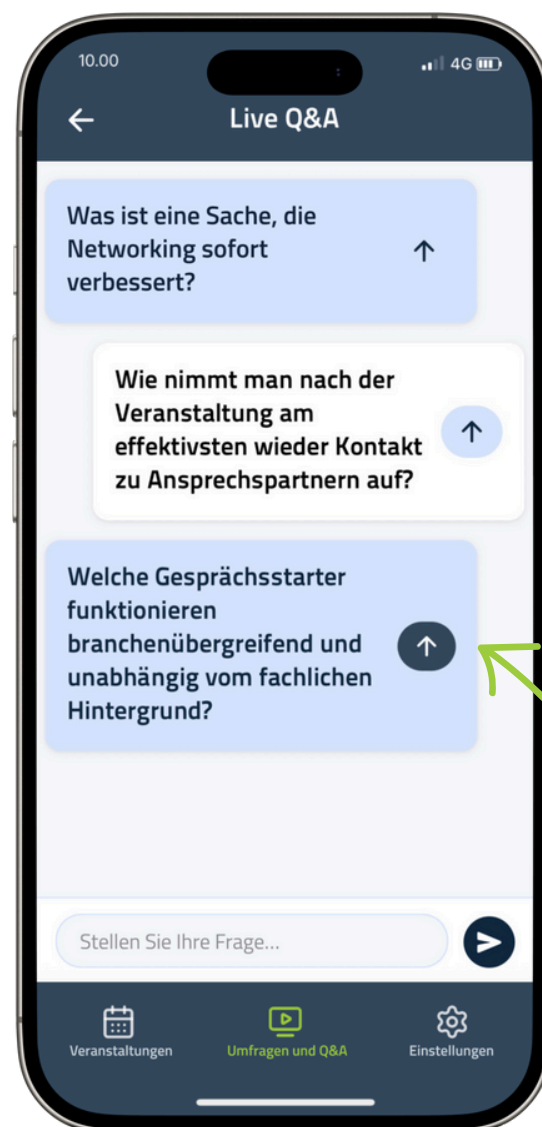 10.00
4G
Live Q&A
Was ist eine Sache, die
Networking sofort
verbessert?
Wie nimmt man nach der
Veranstaltung am
effektivsten wieder Kontakt
zu Ansprechspartnern auf?
Welche Gesprächsstarter
funktionieren
branchenübergreifend und
unabhängig vom fachlichen
Hintergrund?
Stellen Sie Ihre Frage...
Veranstaltungen
Umfragen und Q&A
Einstellungen